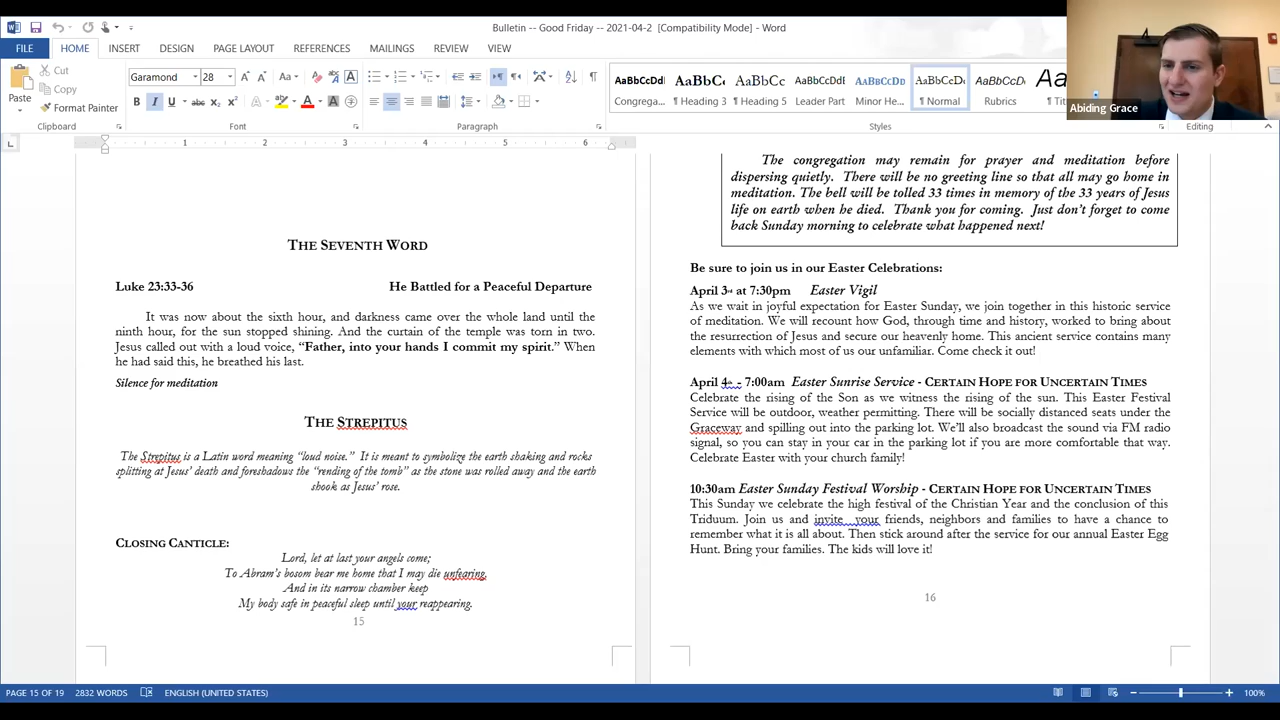 Bulletin -- Good Friday -- 2021-04-2 [Compatibility Mode] - Word
FILE HOME INSERT DESIGN PAGE LAYOUT REFERENCES MAILINGS REVIEW VIEW
Abiding Grace
Paste
Cut
Copy
Format Painter
Garamond 28
AaBbCcDd AaBbC AaBbCc AaBbCcDd AaBbCcDd AaBbCcDd AaBbCcDd
Congrega... ¶ Heading 3 ¶ Heading 5 Leader Part Minor He... ¶ Normal Rubrics
Clipboard Font Paragraph Styles Editing
1 2 3 4 5 6
THE SEVENTH WORD
Luke 23:33-36 He Battled for a Peaceful Departure
It was now about the sixth hour, and darkness came over the whole land until the
ninth hour, for the sun stopped shining. And the curtain of the temple was torn in two.
Jesus called out with a loud voice, “Father, into your hands I commit my spirit.” When
he had said this, he breathed his last.
Silence for meditation
THE STREPITUS
The Strepitus is a Latin word meaning “loud noise.” It is meant to symbolize the earth shaking and rocks
splitting at Jesus’ death and foreshadows the “rending of the tomb” as the stone was rolled away and the earth
shook as Jesus’ rose.
CLOSING CANTICLE:
Lord, let at last your angels come;
To Abram’s bosom bear me home that I may die unfearing,
And in its narrow chamber keep
My body safe in peaceful sleep until your reappearing.
15
The congregation may remain for prayer and meditation before
dispersing quietly. There will be no greeting line so that all may go home in
meditation. The bell will be tolled 33 times in memory of the 33 years of Jesus
life on earth when he died. Thank you for coming. Just don’t forget to come
back Sunday morning to celebrate what happened next!
Be sure to join us in our Easter Celebrations:
April 3rd at 7:30pm Easter Vigil
As we wait in joyful expectation for Easter Sunday, we join together in this historic service
of meditation. We will recount how God, through time and history, worked to bring about
the resurrection of Jesus and secure our heavenly home. This ancient service contains many
elements with which most of us our unfamiliar. Come check it out!
April 4th - 7:00am Easter Sunrise Service - CERTAIN HOPE FOR UNCERTAIN TIMES
Celebrate the rising of the Son as we witness the rising of the sun. This Easter Festival
Service will be outdoor, weather permitting. There will be socially distanced seats under the
Graceway and spilling out into the parking lot. We’ll also broadcast the sound via FM radio
signal, so you can stay in your car in the parking lot if you are more comfortable that way.
Celebrate Easter with your church family!
10:30am Easter Sunday Festival Worship - CERTAIN HOPE FOR UNCERTAIN TIMES
This Sunday we celebrate the high festival of the Christian Year and the conclusion of this
Triduum. Join us and invite your friends, neighbors and families to have a chance to
remember what it is all about. Then stick around after the service for our annual Easter Egg
Hunt. Bring your families. The kids will love it!
16
PAGE 15 OF 19 2832 WORDS ENGLISH (UNITED STATES) 100%